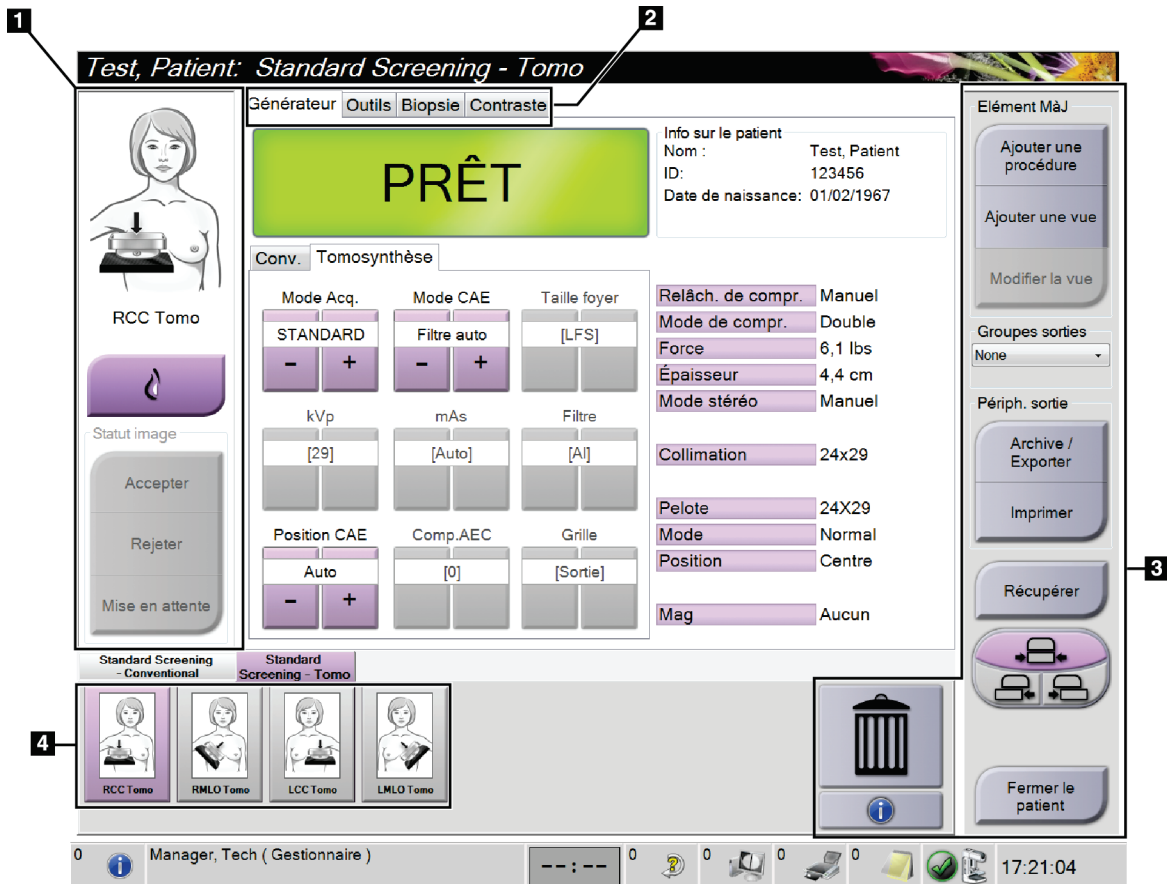 1
2
Test, Patient: Standard Screening - Tomo
Générateur Outils Biopsie Contraste
PRÊT
Info sur le patient
Nom : Test, Patient
ID: 123456
Date de naissance: 01/02/1967
RCC Tomo
Statut image
Accepter
Rejeter
Mise en attente
Conv. Tomosynthèse
Mode Acq. Mode CAE Taille foyer
STANDARD Filtre auto [LFS]
- + - +
kVp mAs Filtre
[29] [Auto] [Al]
Position CAE Comp.AEC Grille
Auto [0] [Sortie]
- +
Relâch. de compr. Manuel
Mode de compr. Double
Force 6,1 lbs
Épaisseur 4,4 cm
Mode stéréo Manuel
Collimation 24x29
Pelote 24X29
Mode Normal
Position Centre
Mag Aucun
Elément MàJ
Ajouter une
procédure
Ajouter une vue
Modifier la vue
Groupes sorties
None
Périph. sortie
Archive /
Exporter
Imprimer
Récupérer
3
Fermer le
patient
Standard Screening
- Conventional
Standard
Screening - Tomo
4
RCC Tomo RMLO Tomo LCC Tomo LMLO Tomo
0 Manager, Tech ( Gestionnaire ) --:-- 0 0 0 0 17:21:04